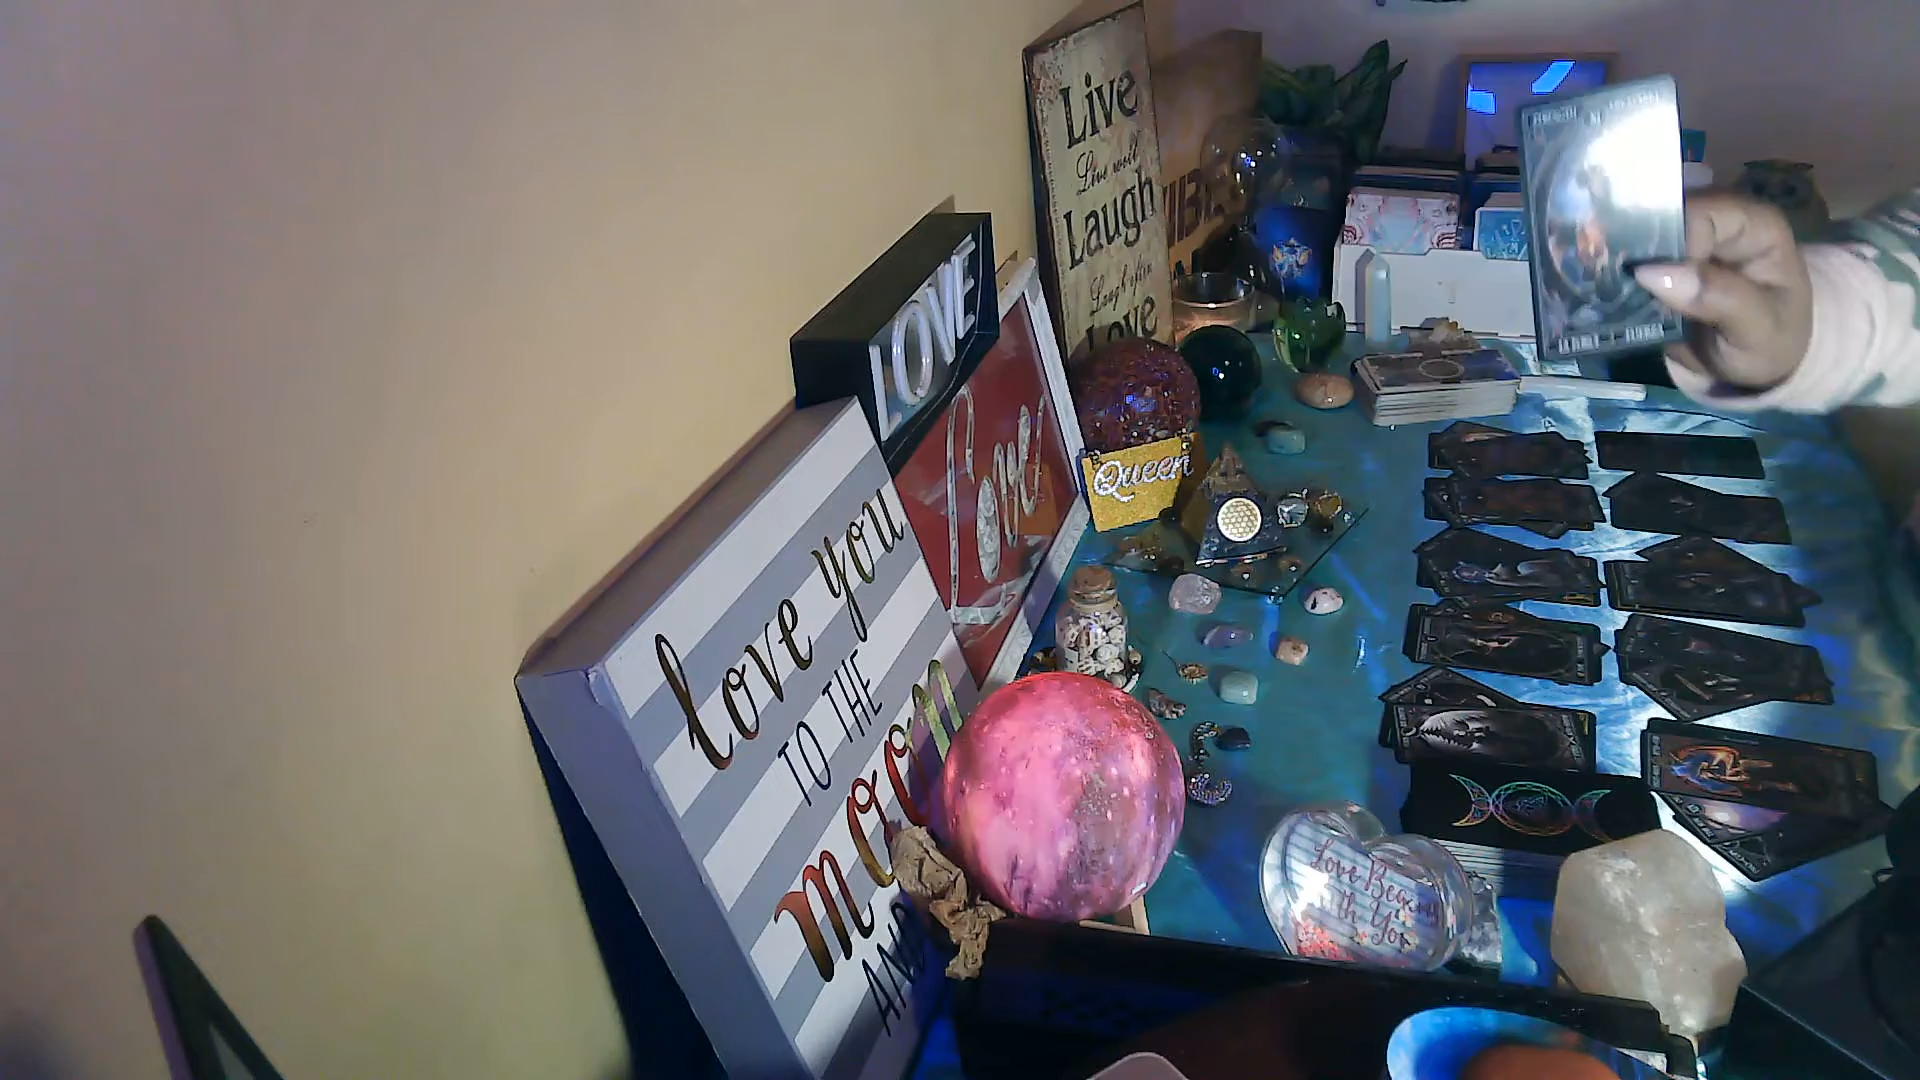 Live
Live well
Laugh
Laugh often
Love
VIBES
LOVE
Love
Queen
love you
TO THE
moon
AND
Love Begins
With You